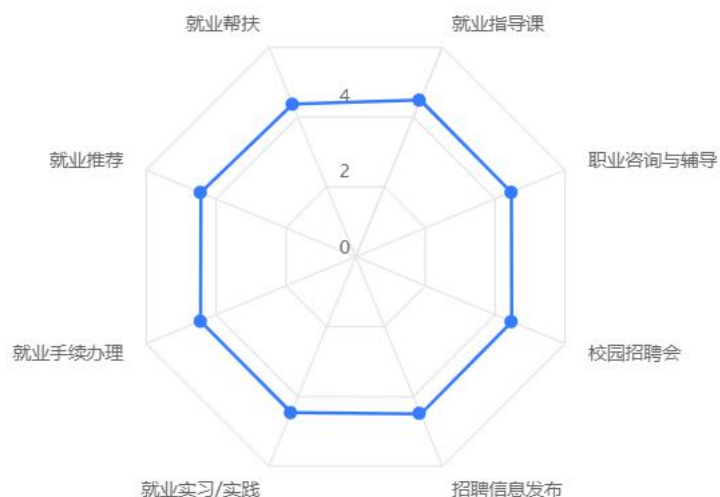 就业帮扶
就业指导课
4
就业推荐
职业咨询与辅导
2
0
就业手续办理
校园招聘会
就业实习/实践
招聘信息发布